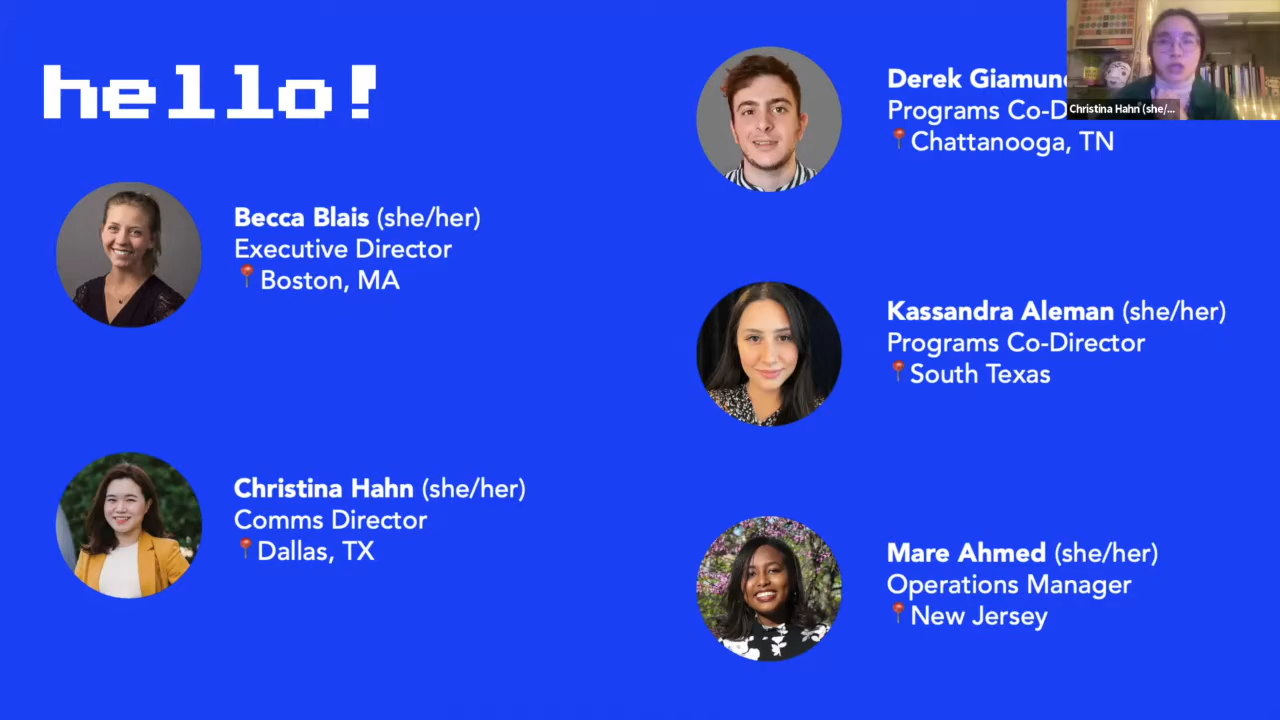 hello!
Becca Blais (she/her)
Executive Director
Boston, MA
Christina Hahn (she/her)
Comms Director
Dallas, TX
Derek
Programs
Chattanooga, TN
Kassandra Aleman (she/her)
Programs Co-Director
South Texas
Mare Ahmed (she/her)
Operations Manager
New Jersey
Christina Hahn (she/...